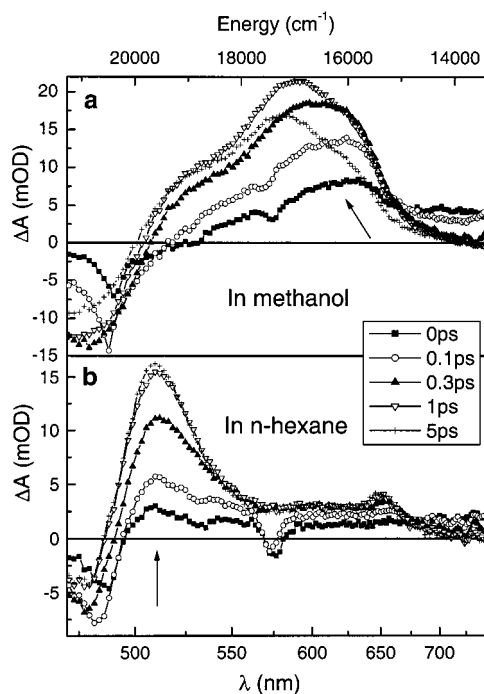 Energy (cm⁻¹)
20000 18000 16000 14000
a
20
15
10
5
0
-5
-10
-15
ΔA (mOD)
In methanol
0ps
0.1ps
0.3ps
1ps
5ps
b
15
10
5
0
-5
ΔA (mOD)
In n-hexane
500 550 600 650 700
λ (nm)